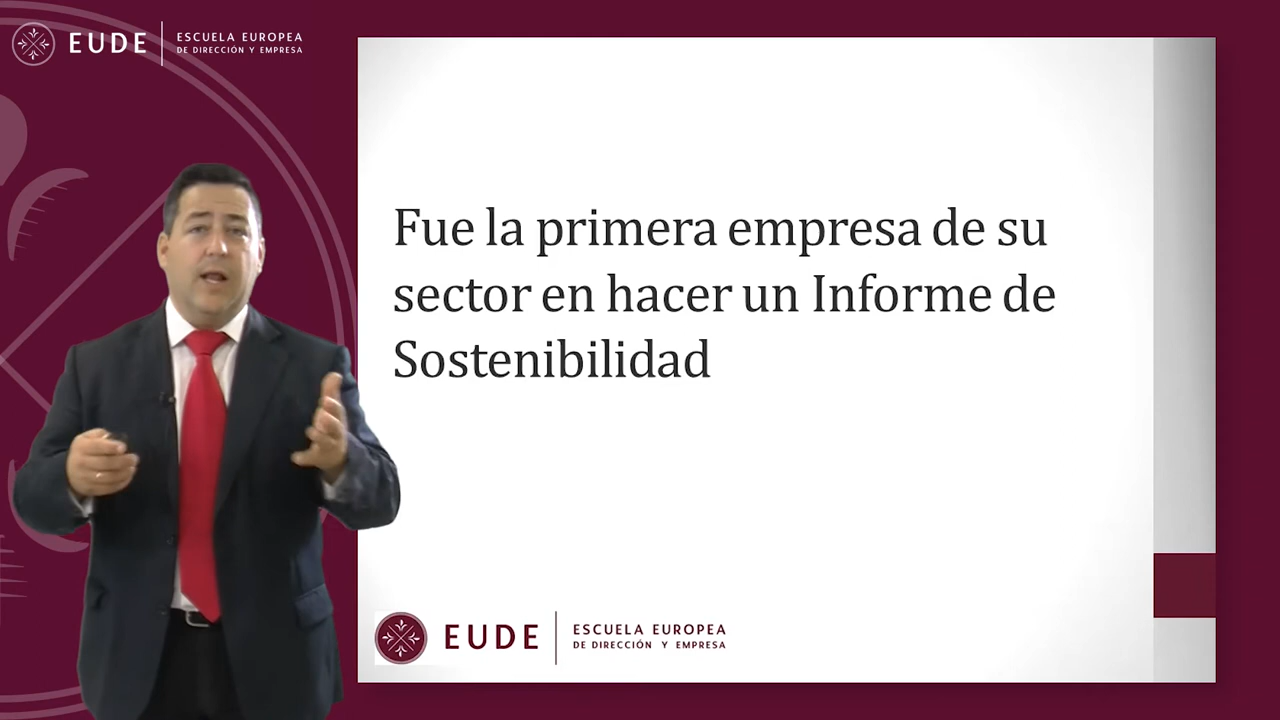 EUDE
ESCUELA EUROPEA
DE DIRECCIÓN Y EMPRESA
Fue la primera empresa de su
sector en hacer un Informe de
Sostenibilidad
EUDE
ESCUELA EUROPEA
DE DIRECCIÓN Y EMPRESA